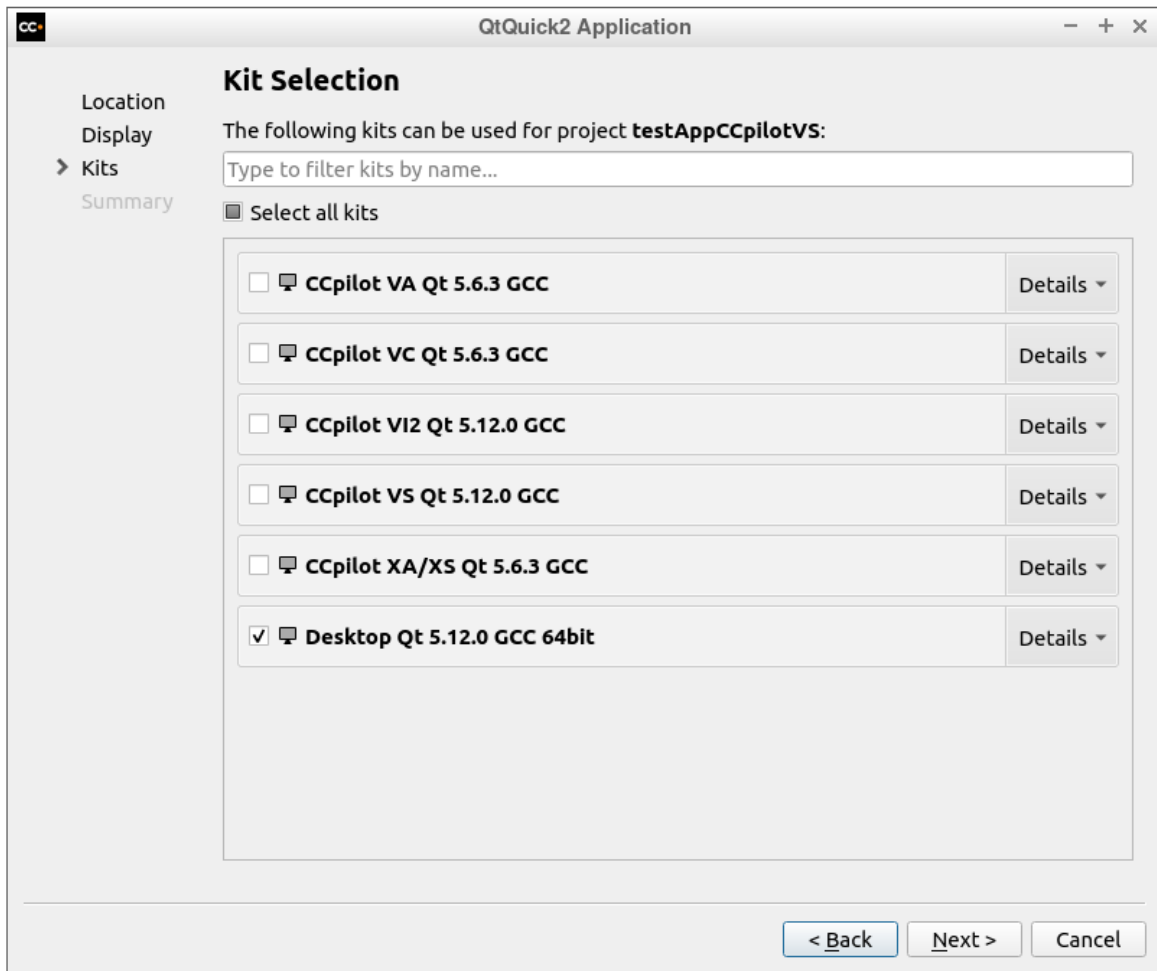 CC
QtQuick2 Application
Location
Display
Kits
Summary
Kit Selection
The following kits can be used for project testAppCCpilotVS:
Type to filter kits by name...
Select all kits
CCpilot VA Qt 5.6.3 GCC Details
CCpilot VC Qt 5.6.3 GCC Details
CCpilot VI2 Qt 5.12.0 GCC Details
CCpilot VS Qt 5.12.0 GCC Details
CCpilot XA/XS Qt 5.6.3 GCC Details
Desktop Qt 5.12.0 GCC 64bit Details
< Back Next > Cancel